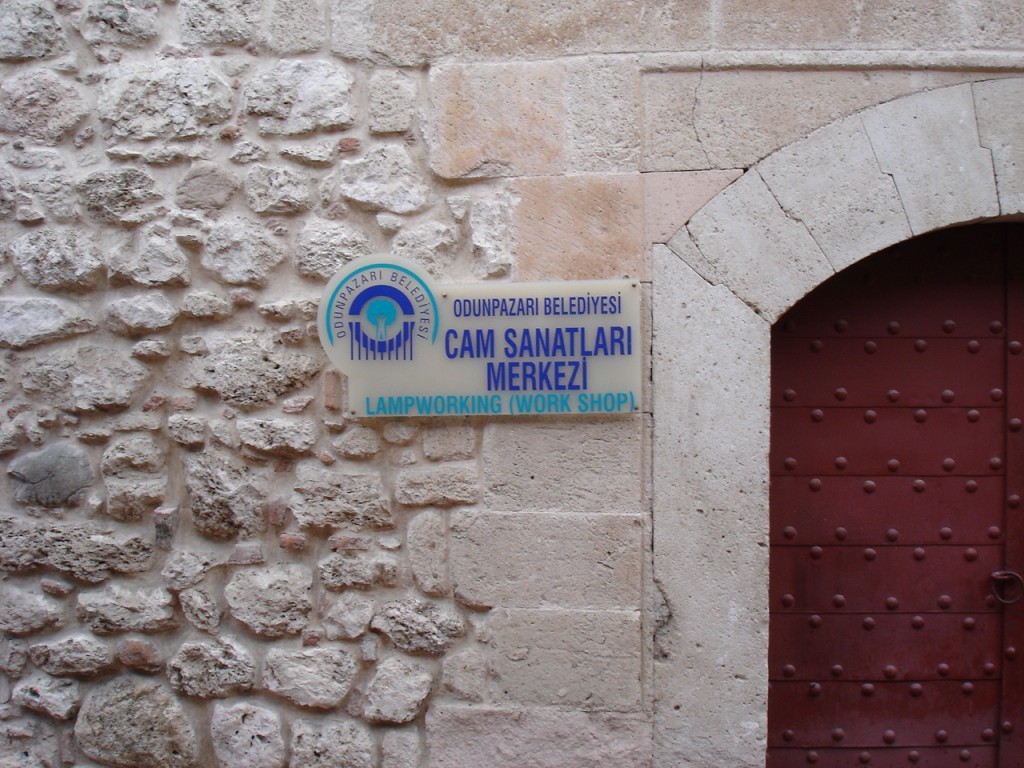 ODUNPAZARI BELEDİYESİ
ODUNPAZARI BELEDİYESİ
CAM SANATLARI
MERKEZİ
LAMPWORKING (WORK SHOP)